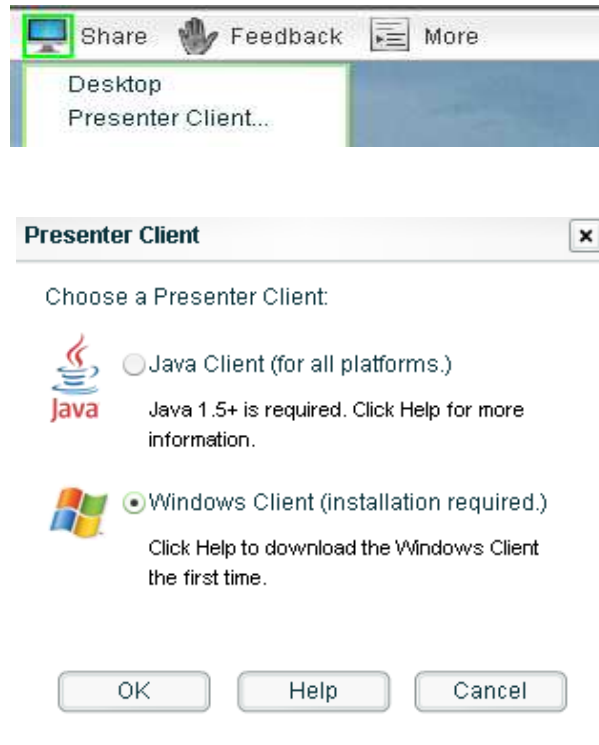 Share Feedback More
Desktop
Presenter Client...
Presenter Client
Choose a Presenter Client:
Java Client (for all platforms.)
Java
Java 1.5+ is required. Click Help for more
information.
Windows Client (installation required.)
Click Help to download the Windows Client
the first time.
OK Help Cancel